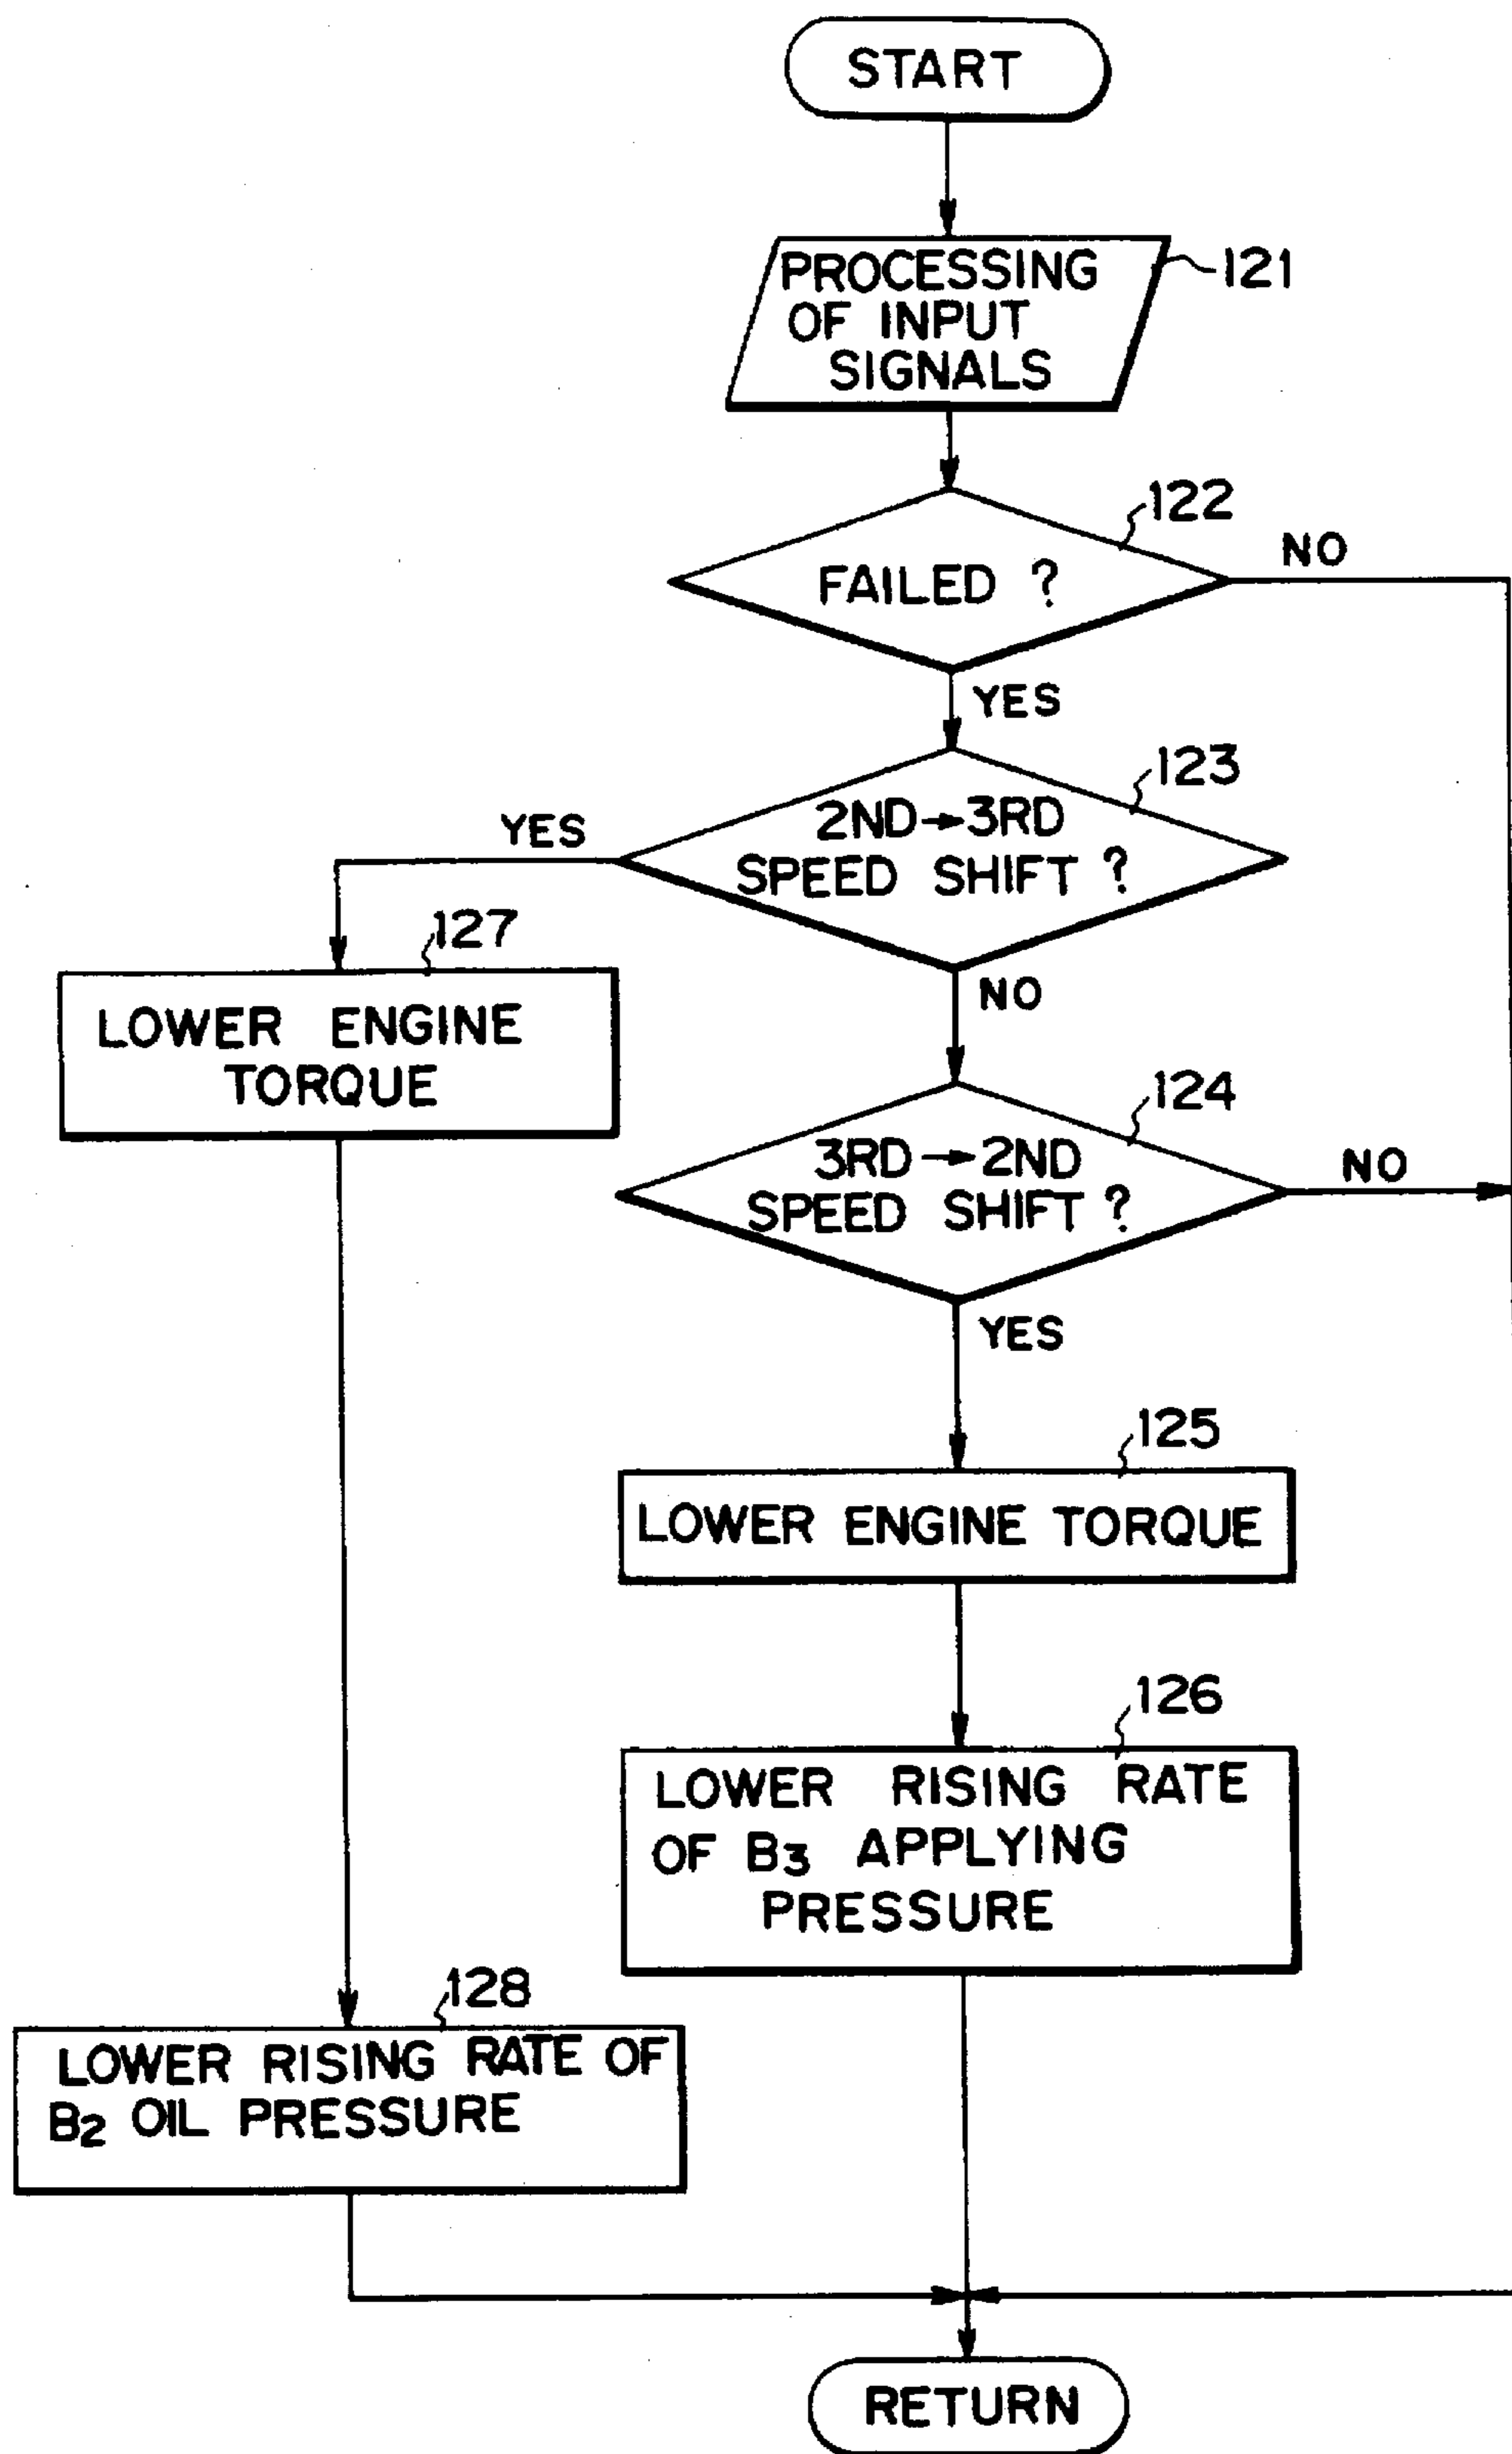 START
PROCESSING
OF INPUT
SIGNALS
121
122
FAILED ?
NO
YES
123
2ND→3RD
SPEED SHIFT ?
YES
127
LOWER ENGINE
TORQUE
NO
124
3RD→2ND
SPEED SHIFT ?
NO
YES
125
LOWER ENGINE TORQUE
126
LOWER RISING RATE
OF B3 APPLYING
PRESSURE
128
LOWER RISING RATE OF
B2 OIL PRESSURE
RETURN